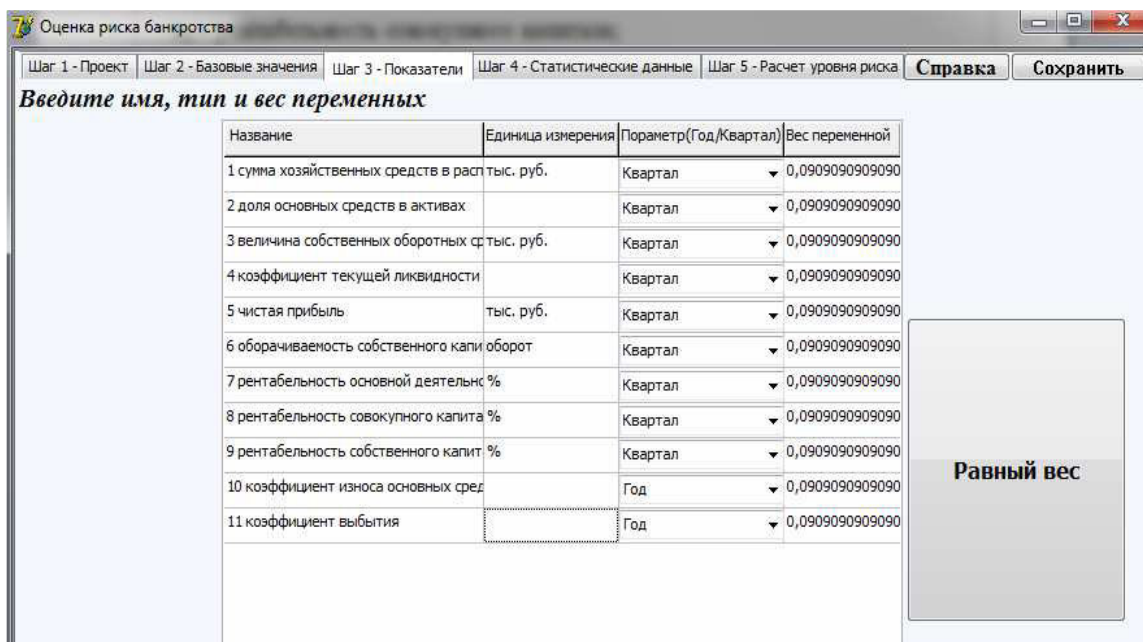 Оценка риска банкротства
Шаг 1 - Проект Шаг 2 - Базовые значения Шаг 3 - Показатели Шаг 4 - Статистические данные Шаг 5 - Расчет уровня риска Справка Сохранить
Введите имя, тип и вес переменных
Название Единица измерения Пораметр(Год/Квартал) Вес переменной
1 сумма хозяйственных средств в расп тыс. руб. Квартал 0,0909090909090
2 доля основных средств в активах Квартал 0,0909090909090
3 величина собственных оборотных ср тыс. руб. Квартал 0,0909090909090
4 коэффициент текущей ликвидности Квартал 0,0909090909090
5 чистая прибыль тыс. руб. Квартал 0,0909090909090
6 оборачиваемость собственного капи оборот Квартал 0,0909090909090
7 рентабельность основной деятельно % Квартал 0,0909090909090
8 рентабельность совокупного капита % Квартал 0,0909090909090
9 рентабельность собственного капит % Квартал 0,0909090909090
10 коэффициент износа основных сред Год 0,0909090909090
11 коэффициент выбытия Год 0,0909090909090
Равный вес